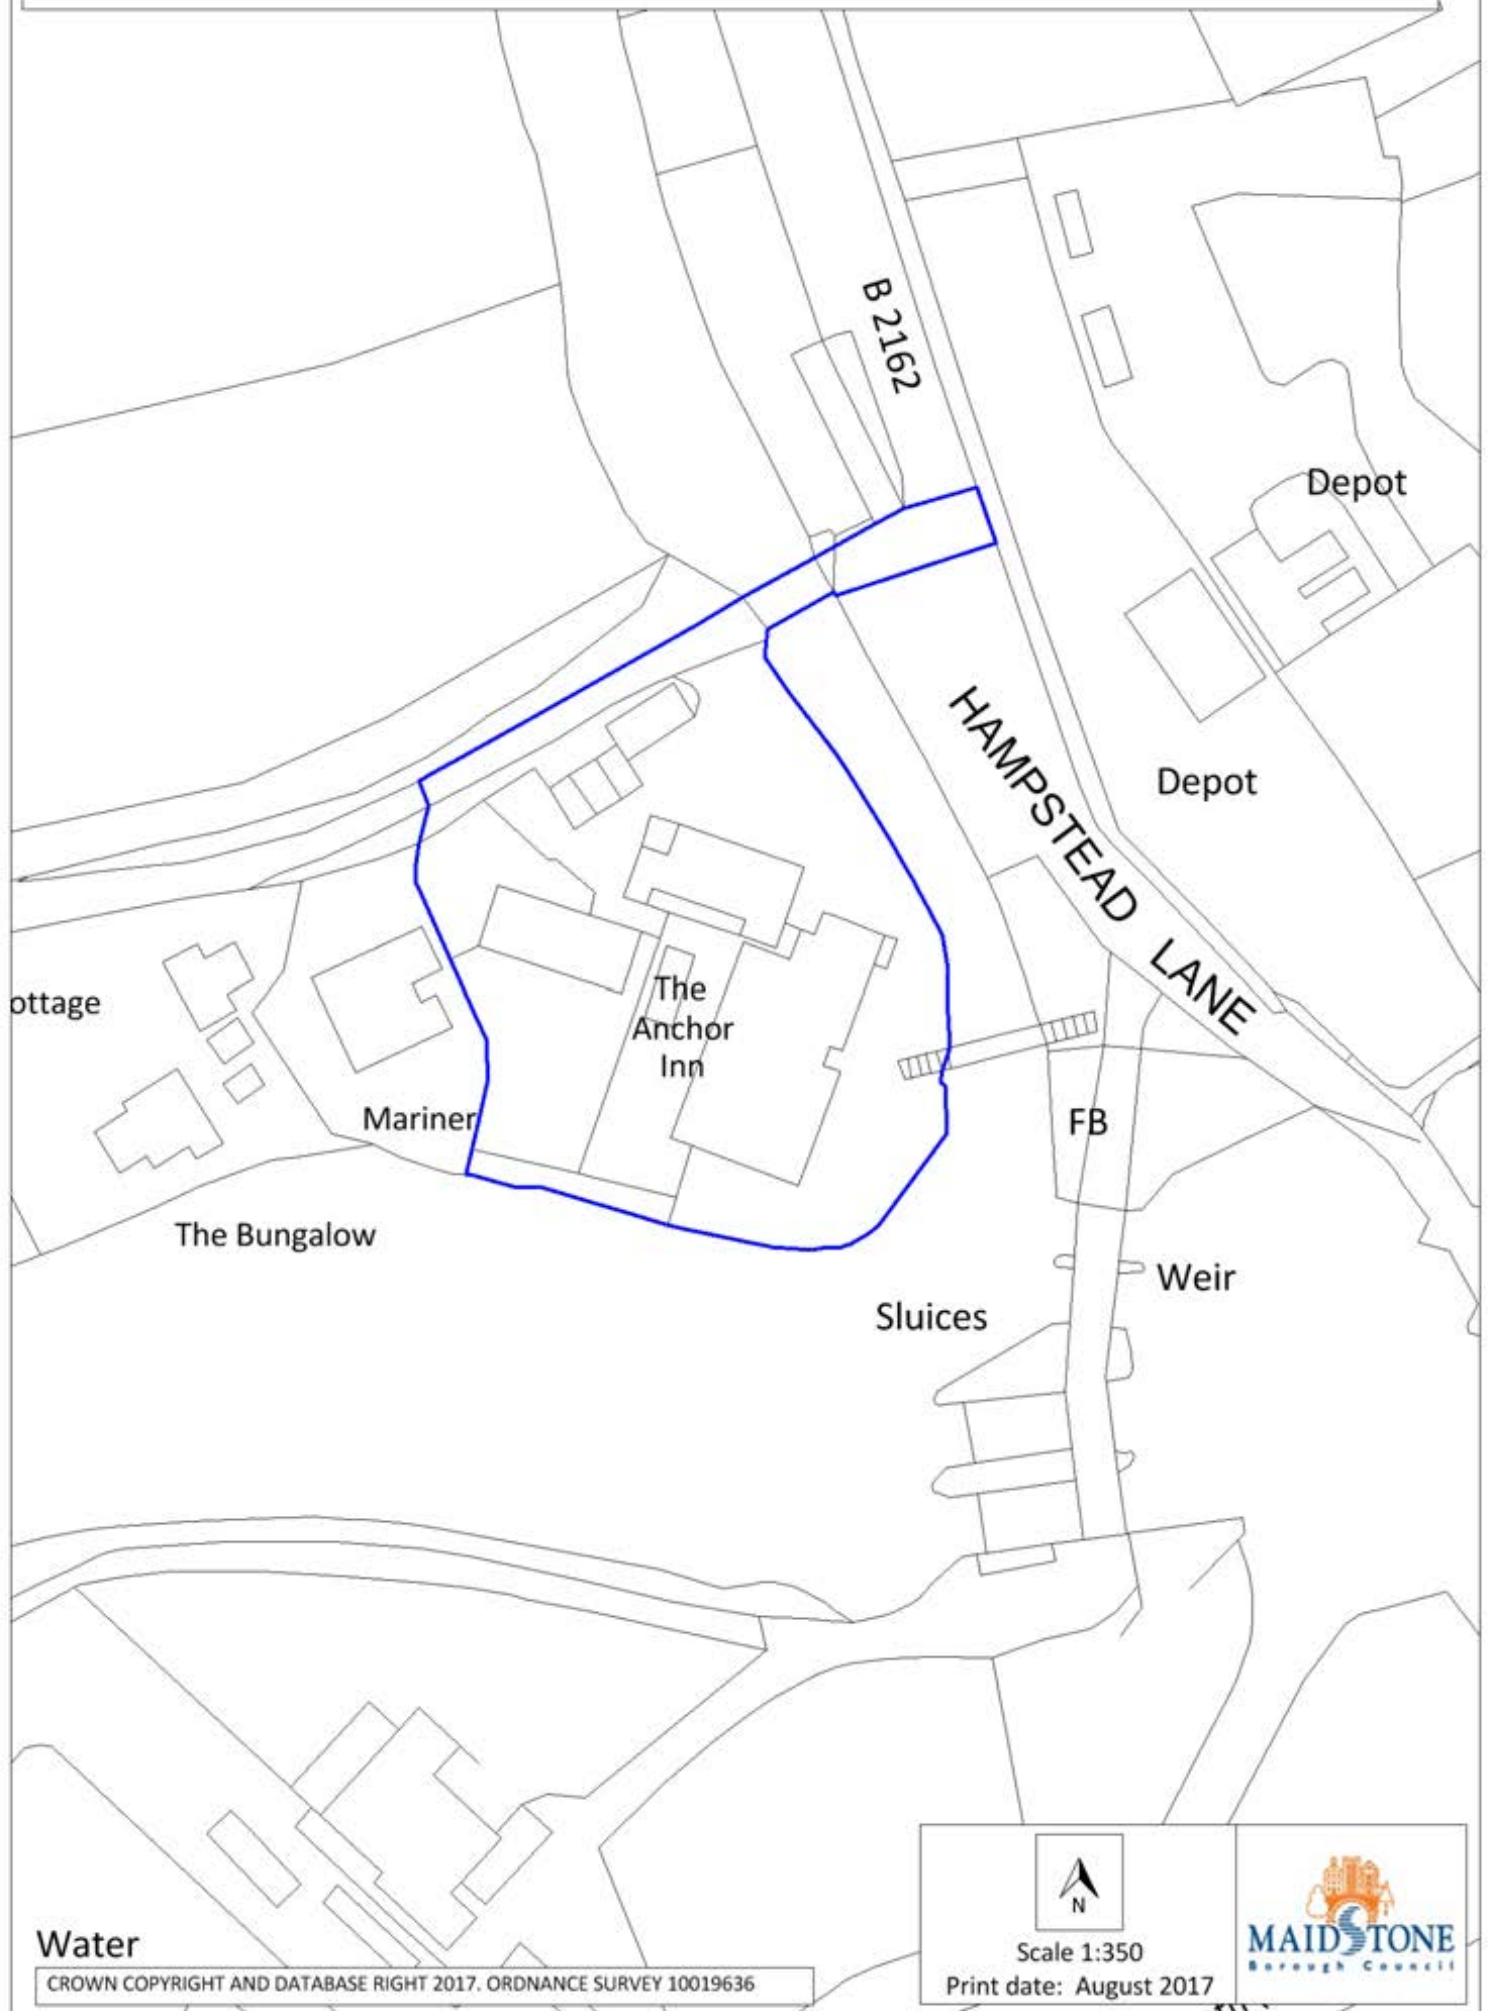 B 2162
Depot
HAMPSTEAD LANE
Depot
ottage
The
Anchor
Inn
Mariner
FB
The Bungalow
Weir
Sluices
Water
CROWN COPYRIGHT AND DATABASE RIGHT 2017. ORDNANCE SURVEY 10019636
N
Scale 1:350
Print date: August 2017
MAIDSTONE
Borough Council